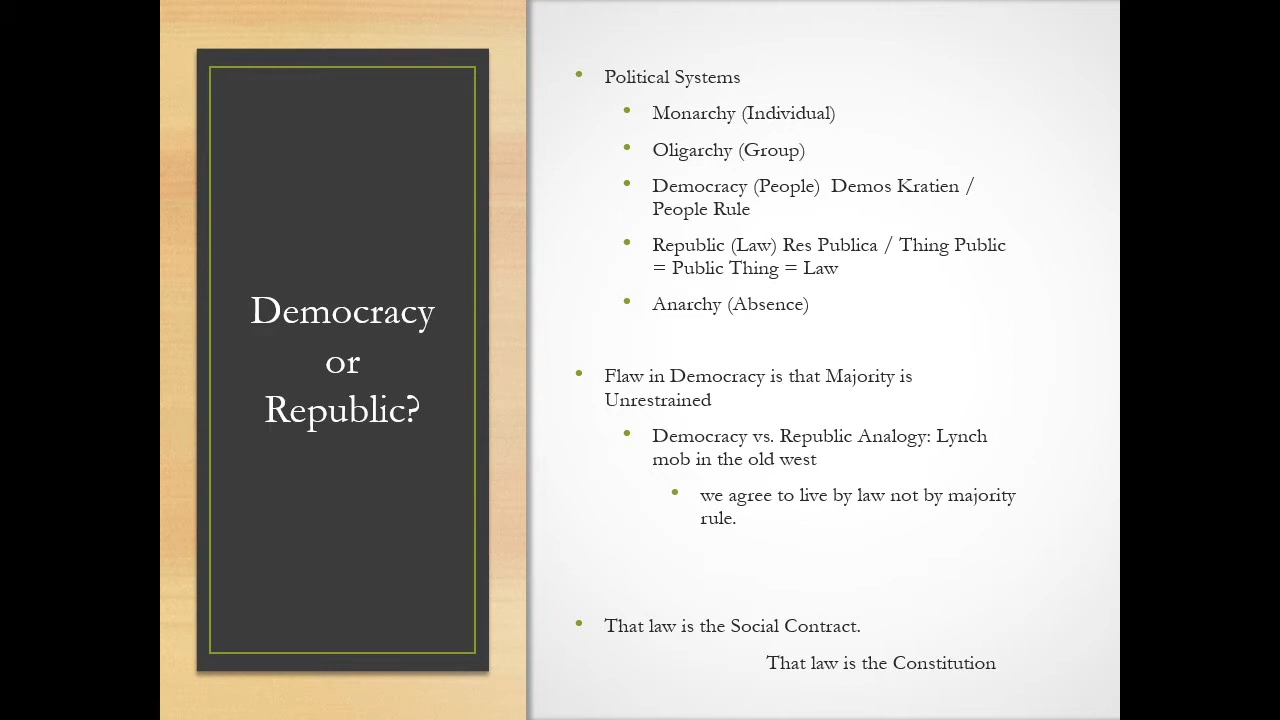 Democracy
or
Republic?
Political Systems
Monarchy (Individual)
Oligarchy (Group)
Democracy (People)  Demos Kratien /
People Rule
Republic (Law) Res Publica / Thing Public
= Public Thing = Law
Anarchy (Absence)
Flaw in Democracy is that Majority is
Unrestrained
Democracy vs. Republic Analogy: Lynch
mob in the old west
we agree to live by law not by majority
rule.
That law is the Social Contract.
That law is the Constitution